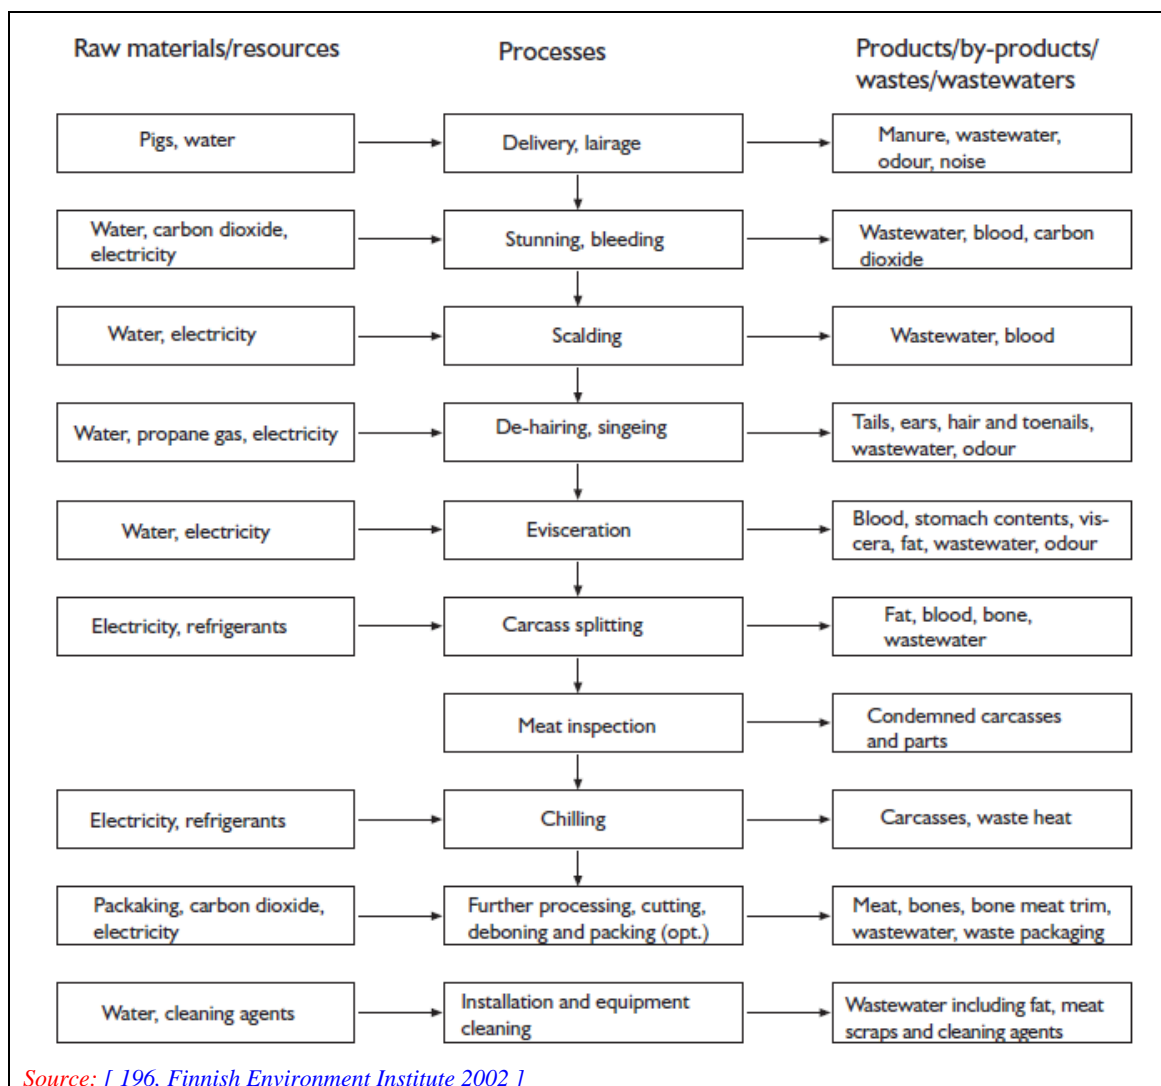 Raw materials/resources
Processes
Products/by-products/
wastes/wastewaters
Pigs, water
Delivery, lairage
Manure, wastewater,
odour, noise
Water, carbon dioxide,
electricity
Stunning, bleeding
Wastewater, blood, carbon
dioxide
Water, electricity
Scalding
Wastewater, blood
Water, propane gas, electricity
De-hairing, singeing
Tails, ears, hair and toenails,
wastewater, odour
Water, electricity
Evisceration
Blood, stomach contents, vis-
cera, fat, wastewater, odour
Electricity, refrigerants
Carcass splitting
Fat, blood, bone,
wastewater
Meat inspection
Condemned carcasses
and parts
Electricity, refrigerants
Chilling
Carcasses, waste heat
Packaking, carbon dioxide,
electricity
Further processing, cutting,
deboning and packing (opt.)
Meat, bones, bone meat trim,
wastewater, waste packaging
Water, cleaning agents
Installation and equipment
cleaning
Wastewater including fat, meat
scraps and cleaning agents
Source: [ 196, Finnish Environment Institute 2002 ]